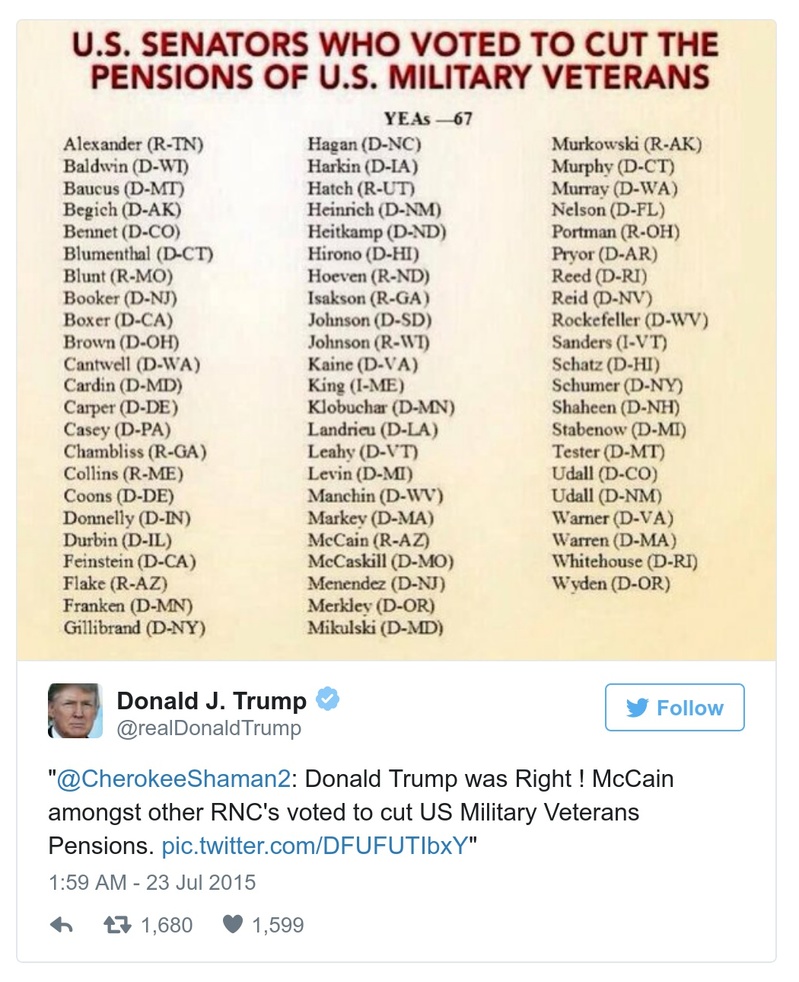 U.S. SENATORS WHO VOTED TO CUT THE
PENSIONS OF U.S. MILITARY VETERANS
YEAs —67
Alexander (R-TN)
Baldwin (D-WI)
Baucus (D-MT)
Begich (D-AK)
Bennet (D-CO)
Blumenthal (D-CT)
Blunt (R-MO)
Booker (D-NJ)
Boxer (D-CA)
Brown (D-OH)
Cantwell (D-WA)
Cardin (D-MD)
Carper (D-DE)
Casey (D-PA)
Chambliss (R-GA)
Collins (R-ME)
Coons (D-DE)
Donnelly (D-IN)
Durbin (D-IL)
Feinstein (D-CA)
Flake (R-AZ)
Franken (D-MN)
Gillibrand (D-NY)
Hagan (D-NC)
Harkin (D-IA)
Hatch (R-UT)
Heinrich (D-NM)
Heitkamp (D-ND)
Hirono (D-HI)
Hoeven (R-ND)
Isakson (R-GA)
Johnson (D-SD)
Johnson (R-WI)
Kaine (D-VA)
King (I-ME)
Klobuchar (D-MN)
Landrieu (D-LA)
Leahy (D-VT)
Levin (D-MI)
Manchin (D-WV)
Markey (D-MA)
McCain (R-AZ)
McCaskill (D-MO)
Menendez (D-NJ)
Merkley (D-OR)
Mikulski (D-MD)
Murkowski (R-AK)
Murphy (D-CT)
Murray (D-WA)
Nelson (D-FL)
Portman (R-OH)
Pryor (D-AR)
Reed (D-RI)
Reid (D-NV)
Rockefeller (D-WV)
Sanders (I-VT)
Schatz (D-HI)
Schumer (D-NY)
Shaheen (D-NH)
Stabenow (D-MI)
Tester (D-MT)
Udall (D-CO)
Udall (D-NM)
Warner (D-VA)
Warren (D-MA)
Whitehouse (D-RI)
Wyden (D-OR)
Donald J. Trump
@realDonaldTrump
Follow
"@CherokeeShaman2: Donald Trump was Right ! McCain
amongst other RNC's voted to cut US Military Veterans
Pensions. pic.twitter.com/DFUFUTIbxY"
1:59 AM - 23 Jul 2015
1,680 1,599